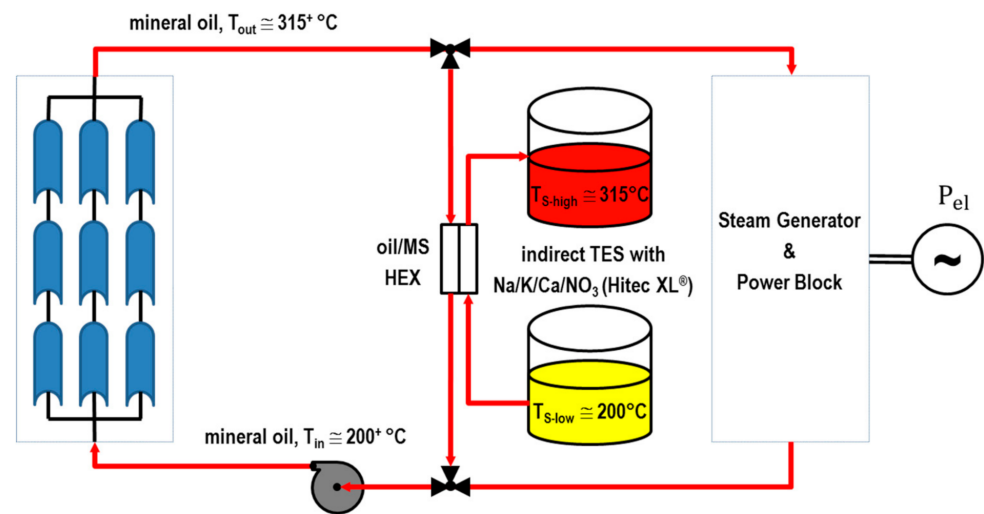 mineral oil, Tout ≅ 315⁺ °C
TS-high ≅ 315°C
oil/MS
HEX
indirect TES with
Na/K/Ca/NO₃ (Hitec XL®)
TS-low ≅ 200°C
mineral oil, Tin ≅ 200⁺ °C
Steam Generator
&
Power Block
Pel
~